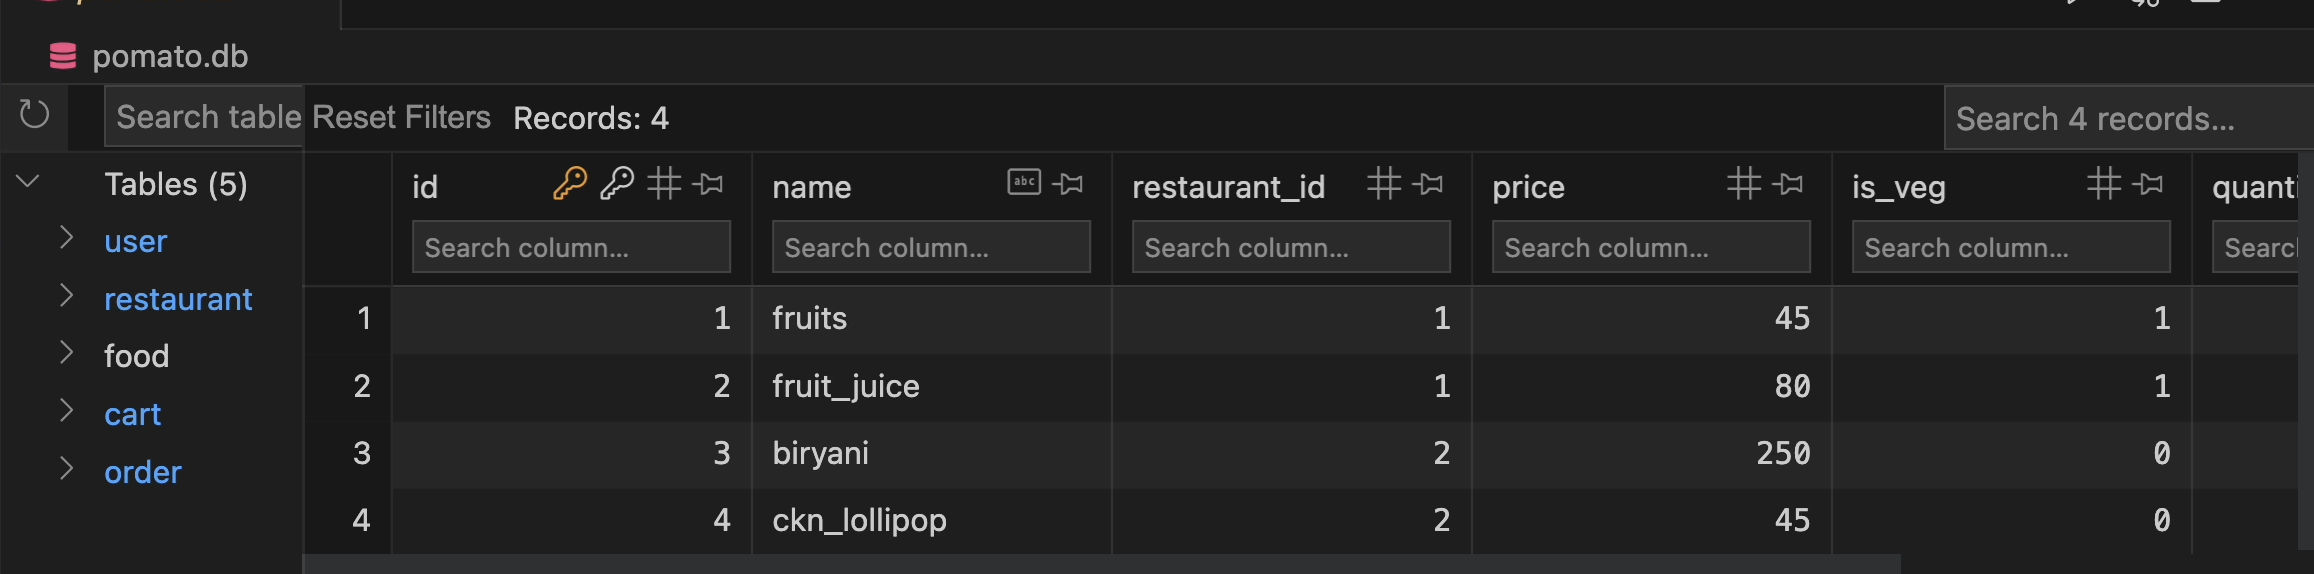 pomato.db
Search table Reset Filters Records: 4 Search 4 records...
Tables (5)
user
restaurant
food
cart
order
id name abc restaurant_id price is_veg quanti
Search column... Search column... Search column... Search column... Search column... Searcl
1 1 fruits 1 45 1
2 2 fruit_juice 1 80 1
3 3 biryani 2 250 0
4 4 ckn_lollipop 2 45 0